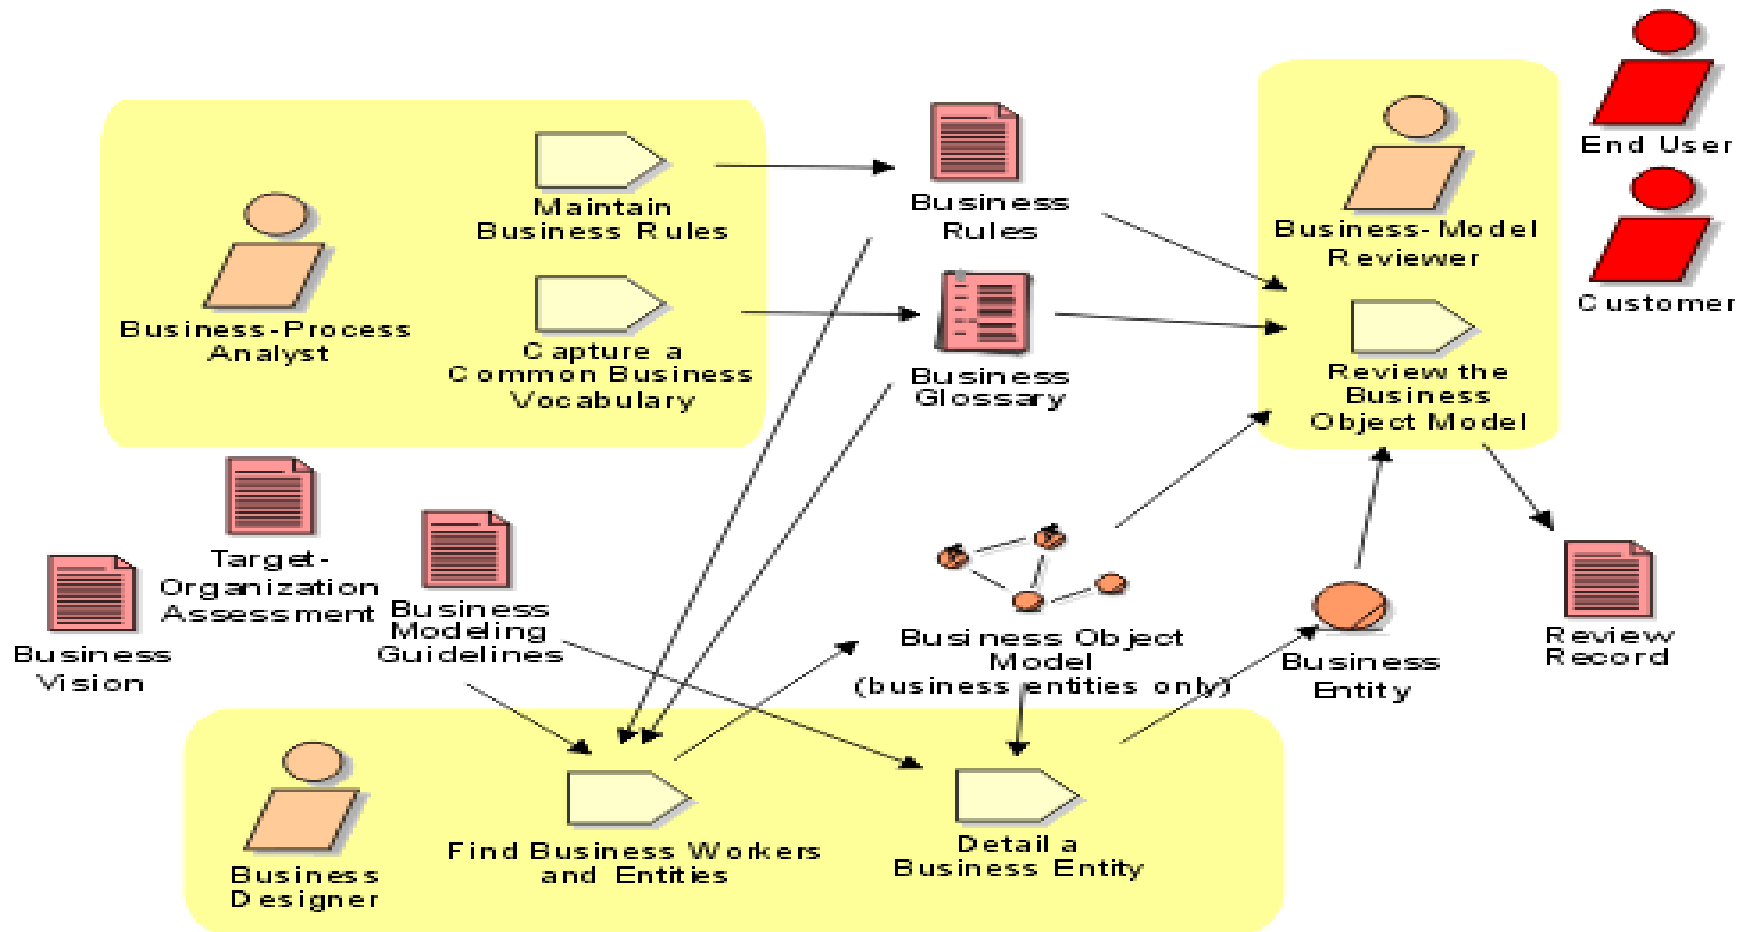 End User
Customer
Maintain
Business Rules
Business-Process
Analyst
Capture a
Common Business
Vocabulary
Business
Rules
Business
Glossary
Business-Model
Reviewer
Review the
Business
Object Model
Target-
Organization
Assessment
Business
Vision
Business
Modeling
Guidelines
Business Object
Model
(business entities only)
Business
Entity
Review
Record
Business
Designer
Find Business Workers
and Entities
Detail a
Business Entity